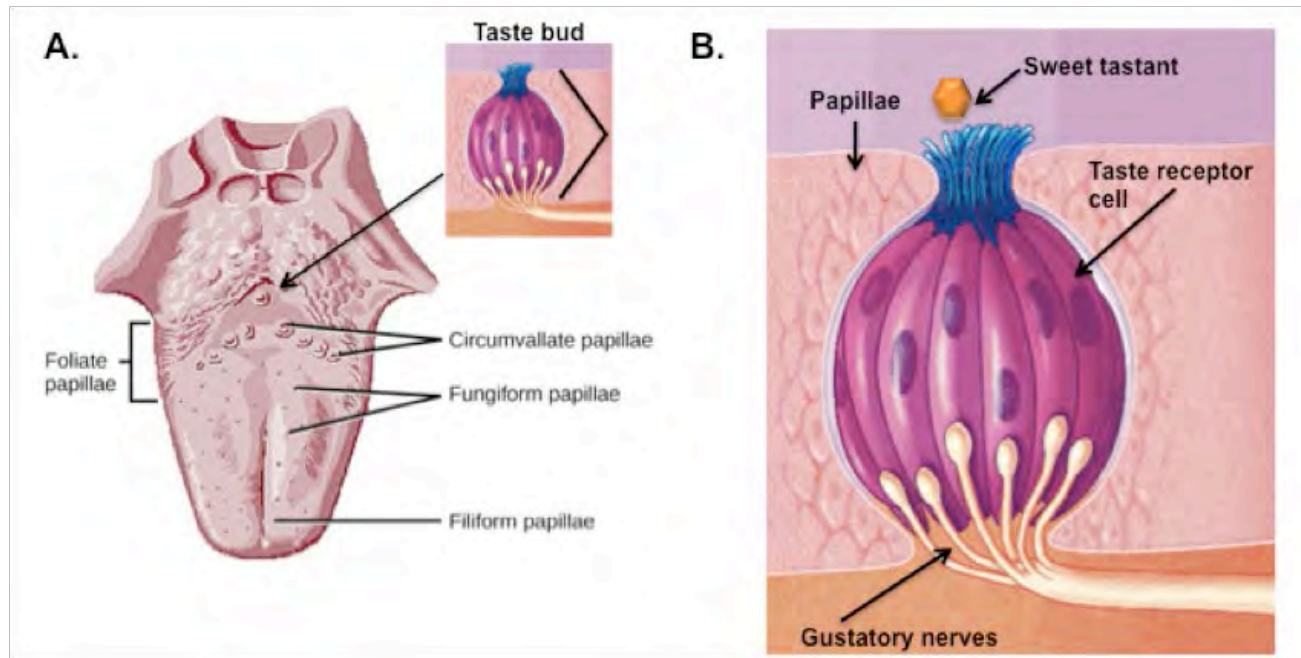 A.
Taste bud
Foliate
papillae
Circumvallate papillae
Fungiform papillae
Filiform papillae
B.
Sweet tastant
Papillae
Taste receptor
cell
Gustatory nerves